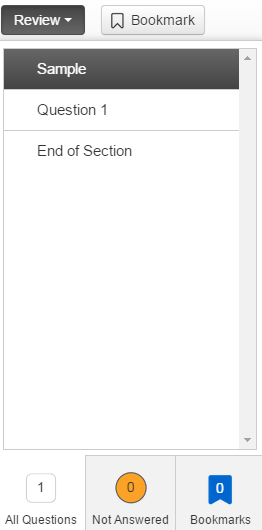 Review Bookmark
Sample
Question 1
End of Section
1 0 0
All Questions Not Answered Bookmarks